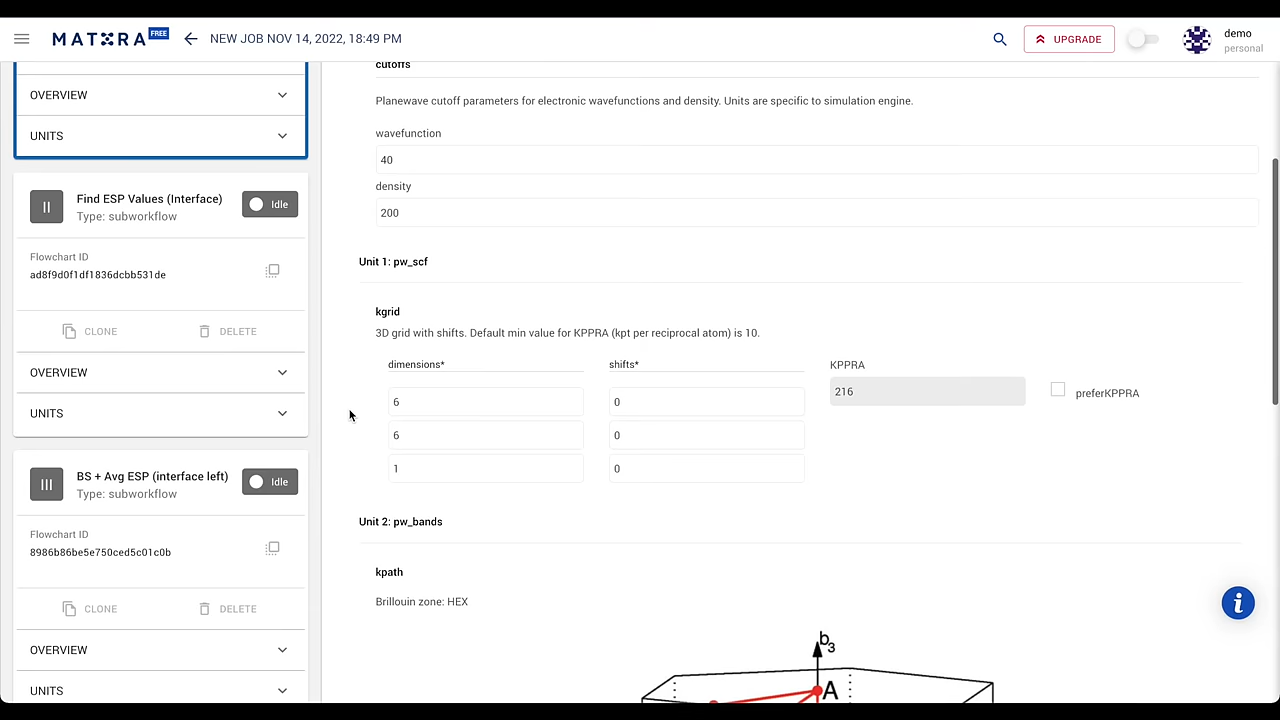 MAT3RA FREE
NEW JOB NOV 14, 2022, 18:49 PM
UPGRADE
demo
personal
OVERVIEW
UNITS
II
Find ESP Values (Interface)
Type: subworkflow
Idle
Flowchart ID
ad8f9d0f1df1836dcbb531de
CLONE
DELETE
OVERVIEW
UNITS
III
BS + Avg ESP (interface left)
Type: subworkflow
Idle
Flowchart ID
8986b86be5e750ced5c01c0b
CLONE
DELETE
OVERVIEW
UNITS
cutoffs
Planewave cutoff parameters for electronic wavefunctions and density. Units are specific to simulation engine.
wavefunction
40
density
200
Unit 1: pw_scf
kgrid
3D grid with shifts. Default min value for KPPRA (kpt per reciprocal atom) is 10.
dimensions* shifts* KPPRA
6 0 216 preferKPPRA
6 0
1 0
Unit 2: pw_bands
kpath
Brillouin zone: HEX
b3
A
i